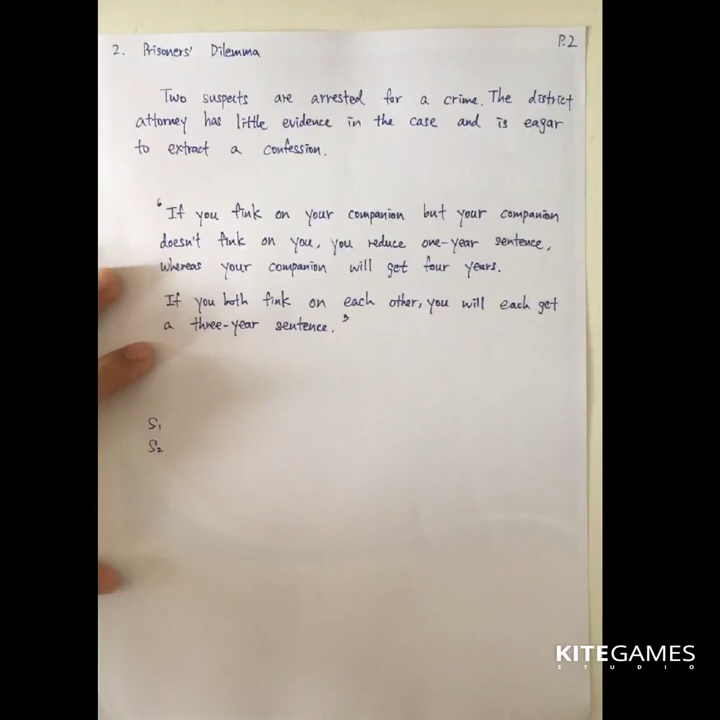 P.2
2. Prisoners' Dilemma
Two suspects are arrested for a crime. The district
attorney has little evidence in the case and is eagar
to extract a confession.
“If you fink on your companion but your companion
doesn't fink on you, you reduce one-year sentence,
whereas your companion will get four years.
If you both fink on each other, you will each get
a three-year sentence.”
S₁
S₂
KITEGAMES
STUDIO